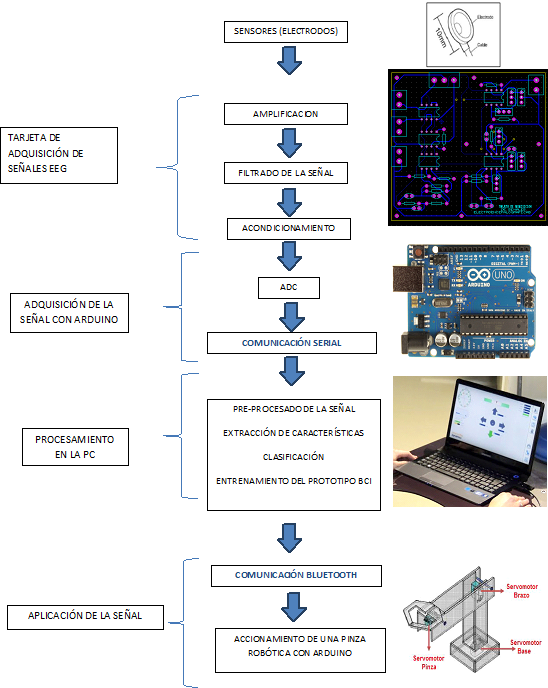 SENSORES (ELECTRODOS)
Electrodo
10mm
Cable
TARJETA DE
ADQUISICIÓN DE
SEÑALES EEG
AMPLIFICACION
FILTRADO DE LA SEÑAL
ACONDICIONAMIENTO
ADQUISICIÓN DE LA
SEÑAL CON ARDUINO
ADC
COMUNICACIÓN SERIAL
ARDUINO
UNO
PROCESAMIENTO
EN LA PC
PRE-PROCESADO DE LA SEÑAL
EXTRACCIÓN DE CARACTERÍSTICAS
CLASIFICACIÓN
ENTRENAMIENTO DEL PROTOTIPO BCI
APLICACIÓN DE LA SEÑAL
COMUNICACIÓN BLUETOOTH
ACCIONAMIENTO DE UNA PINZA
ROBÓTICA CON ARDUINO
Servomotor
Brazo
Servomotor
Base
Servomotor
Pinza